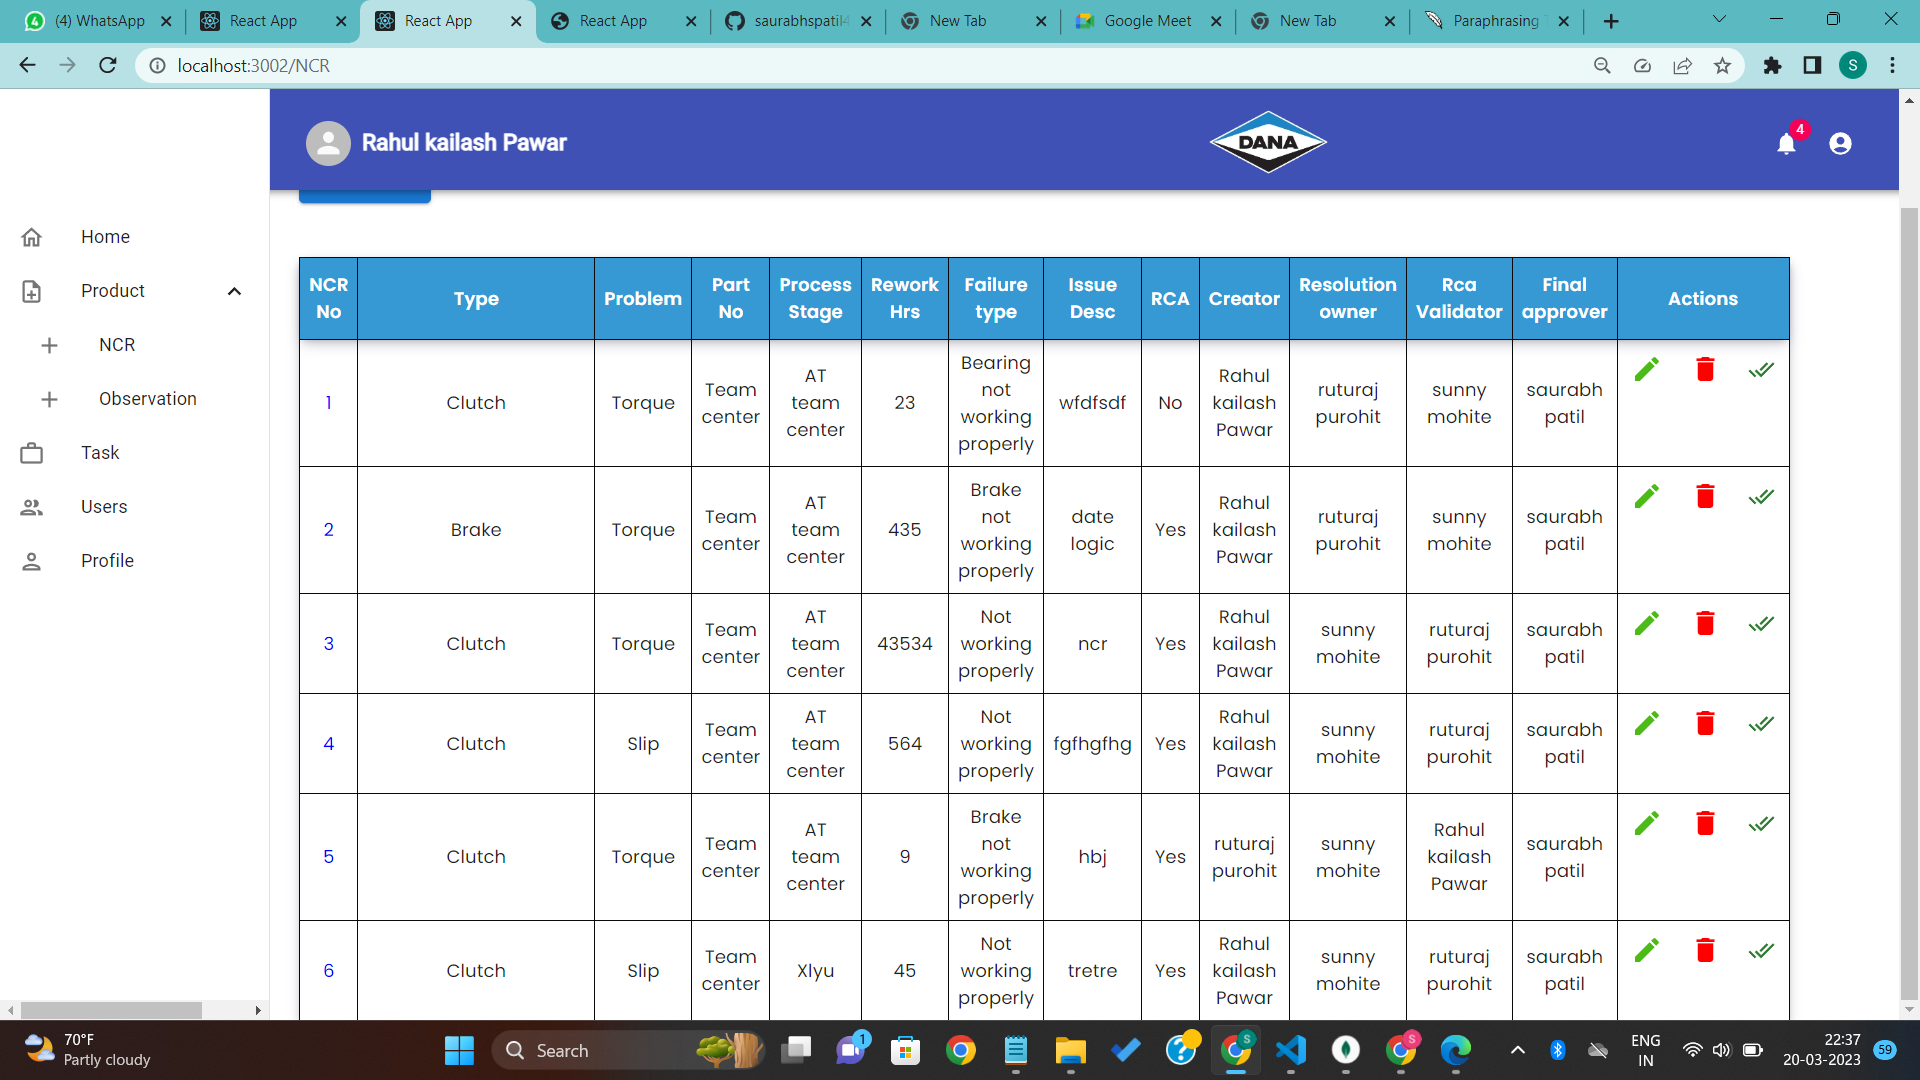 (4) WhatsApp
React App
React App
React App
saurabhspatil4
New Tab
Google Meet
New Tab
Paraphrasing T
localhost:3002/NCR
S
Rahul kailash Pawar
DANA
4
Home
Product
NCR
Observation
Task
Users
Profile
NCR No Type Problem Part No Process Stage Rework Hrs Failure type Issue Desc RCA Creator Resolution owner Rca Validator Final approver Actions
1 Clutch Torque Team center AT team center 23 Bearing not working properly wfdfsdf No Rahul kailash Pawar ruturaj purohit sunny mohite saurabh patil
2 Brake Torque Team center AT team center 435 Brake not working properly date logic Yes Rahul kailash Pawar ruturaj purohit sunny mohite saurabh patil
3 Clutch Torque Team center AT team center 43534 Not working properly ncr Yes Rahul kailash Pawar sunny mohite ruturaj purohit saurabh patil
4 Clutch Slip Team center AT team center 564 Not working properly fgfhgfhg Yes Rahul kailash Pawar sunny mohite ruturaj purohit saurabh patil
5 Clutch Torque Team center AT team center 9 Brake not working properly hbj Yes ruturaj purohit sunny mohite Rahul kailash Pawar saurabh patil
6 Clutch Slip Team center Xlyu 45 Not working properly tretre Yes Rahul kailash Pawar sunny mohite ruturaj purohit saurabh patil
70°F
Partly cloudy
Search
1
S
S
ENG
IN
22:37
20-03-2023
59